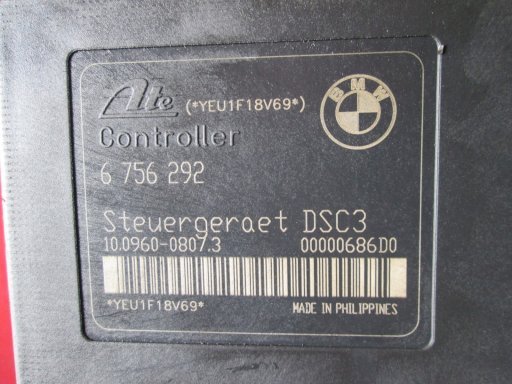 Ate (*YEU1F18V69*)
BMW
Controller
6 756 292
Steuergeraet DSC3
10.0960-0807.3 00000686D0
*YEU1F18V69* MADE IN PHILIPPINES